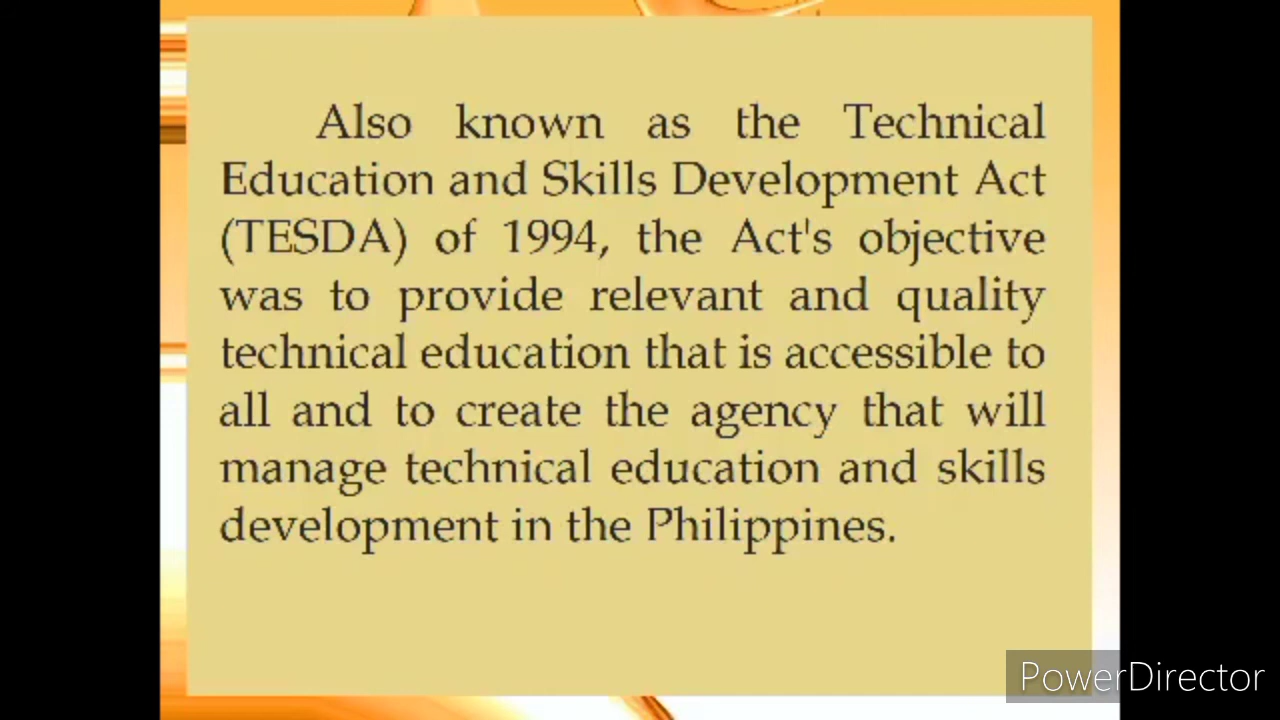 Also known as the Technical
Education and Skills Development Act
(TESDA) of 1994, the Act's objective
was to provide relevant and quality
technical education that is accessible to
all and to create the agency that will
manage technical education and skills
development in the Philippines.
PowerDirector